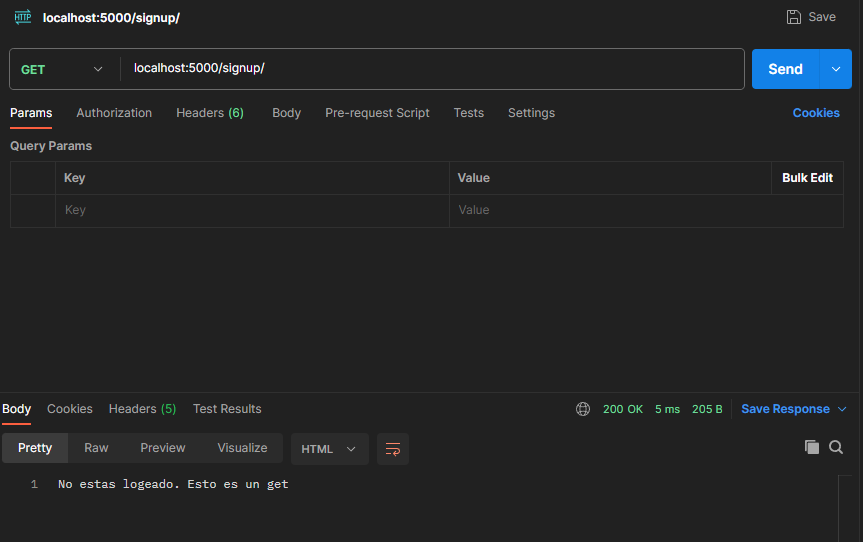 HTTP localhost:5000/signup/ Save
GET localhost:5000/signup/ Send
Params Authorization Headers (6) Body Pre-request Script Tests Settings Cookies
Query Params
Key Value Bulk Edit
Key Value
Body Cookies Headers (5) Test Results 200 OK 5 ms 205 B Save Response
Pretty Raw Preview Visualize HTML
1 No estas logeado. Esto es un get